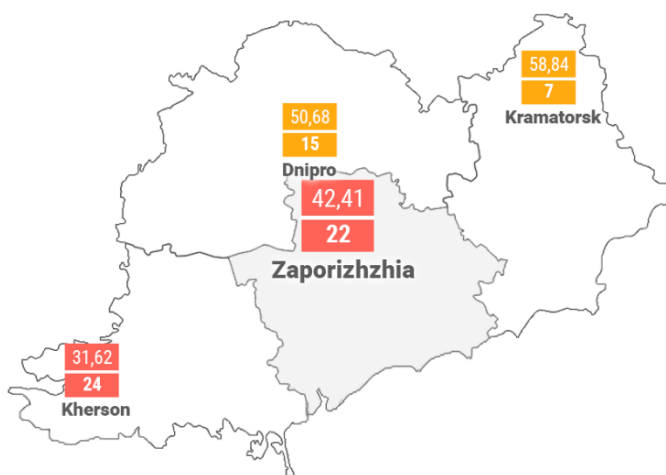 58,84
7
Kramatorsk
50,68
15
Dnipro
42,41
22
Zaporizhzhia
31,62
24
Kherson